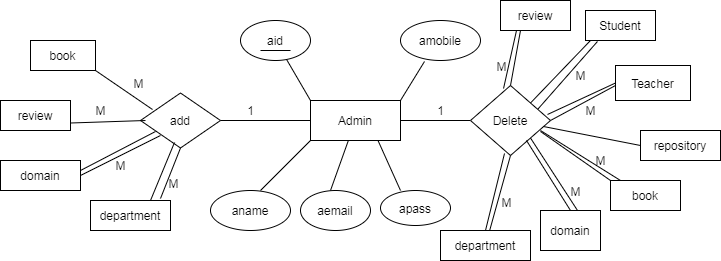 review
Student
aid
amobile
book
M
M
M
Teacher
M
review
M
1
1
M
add
Admin
Delete
repository
domain
M
M
M
book
M
M
aname
aemail
apass
department
domain
department